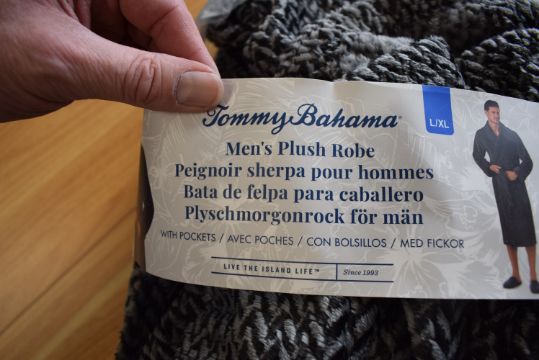 Tommy Bahama
L/XL
Men's Plush Robe
Peignoir sherpa pour hommes
Bata de felpa para caballero
Plyschmorgonrock för män
WITH POCKETS / AVEC POCHES / CON BOLSILLOS / MED FICKOR
LIVE THE ISLAND LIFE™
Since 1993